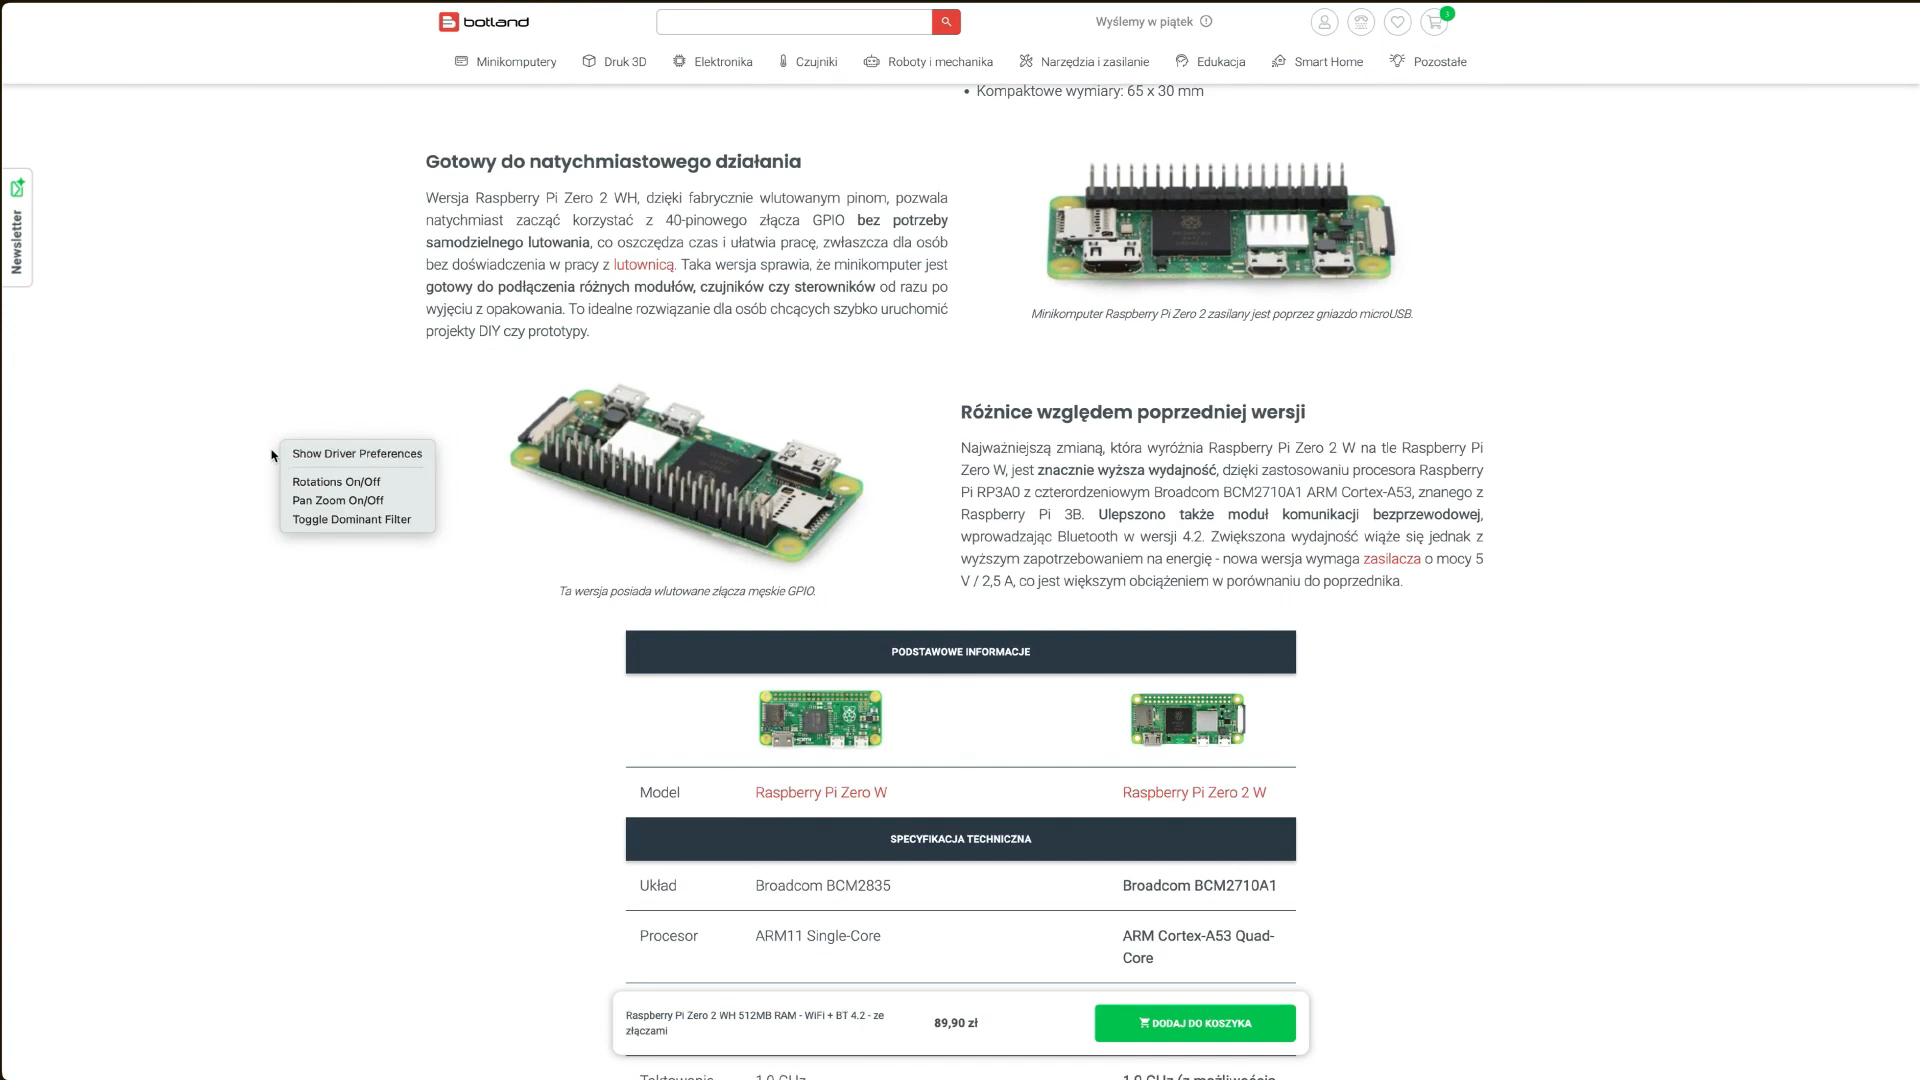 botland
Wyślemy w piątek
3
Minikomputery
Druk 3D
Elektronika
Czujniki
Roboty i mechanika
Narzędzia i zasilanie
Edukacja
Smart Home
Pozostałe
Newsletter
• Kompaktowe wymiary: 65 x 30 mm
Gotowy do natychmiastowego działania
Wersja Raspberry Pi Zero 2 WH, dzięki fabrycznie wlutowanym pinom, pozwala
natychmiast zacząć korzystać z 40-pinowego złącza GPIO bez potrzeby
samodzielnego lutowania, co oszczędza czas i ułatwia pracę, zwłaszcza dla osób
bez doświadczenia w pracy z lutownicą. Taka wersja sprawia, że minikomputer jest
gotowy do podłączenia różnych modułów, czujników czy sterowników od razu po
wyjęciu z opakowania. To idealne rozwiązanie dla osób chcących szybko uruchomić
projekty DIY czy prototypy.
Minikomputer Raspberry Pi Zero 2 zasilany jest poprzez gniazdo microUSB.
Show Driver Preferences
Rotations On/Off
Pan Zoom On/Off
Toggle Dominant Filter
Ta wersja posiada wlutowane złącza męskie GPIO.
Różnice względem poprzedniej wersji
Najważniejszą zmianą, która wyróżnia Raspberry Pi Zero 2 W na tle Raspberry Pi
Zero W, jest znacznie wyższa wydajność, dzięki zastosowaniu procesora Raspberry
Pi RP3A0 z czterordzeniowym Broadcom BCM2710A1 ARM Cortex-A53, znanego z
Raspberry Pi 3B. Ulepszono także moduł komunikacji bezprzewodowej,
wprowadzając Bluetooth w wersji 4.2. Zwiększona wydajność wiąże się jednak z
wyższym zapotrzebowaniem na energię - nowa wersja wymaga zasilacza o mocy 5
V / 2,5 A, co jest większym obciążeniem w porównaniu do poprzednika.
PODSTAWOWE INFORMACJE
Model Raspberry Pi Zero W Raspberry Pi Zero 2 W
SPECYFIKACJA TECHNICZNA
Układ Broadcom BCM2835 Broadcom BCM2710A1
Procesor ARM11 Single-Core ARM Cortex-A53 Quad-
Core
Raspberry Pi Zero 2 WH 512MB RAM - WiFi + BT 4.2 - ze
złączami
89,90 zł
DODAJ DO KOSZYKA